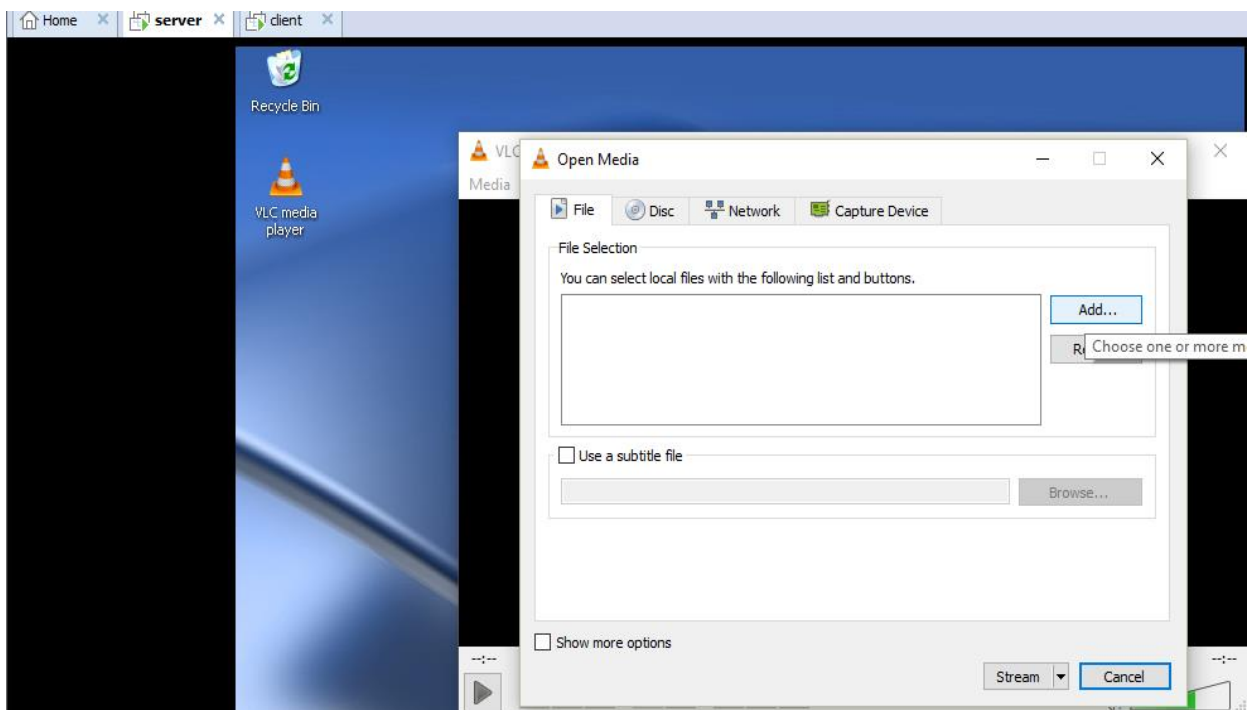 Home × server × client ×
Recycle Bin
VLC media
player
VLC
Media
Open Media
File Disc Network Capture Device
File Selection
You can select local files with the following list and buttons.
Add...
Choose one or more m
Use a subtitle file
Browse...
Show more options
--:-- --:--
Stream Cancel